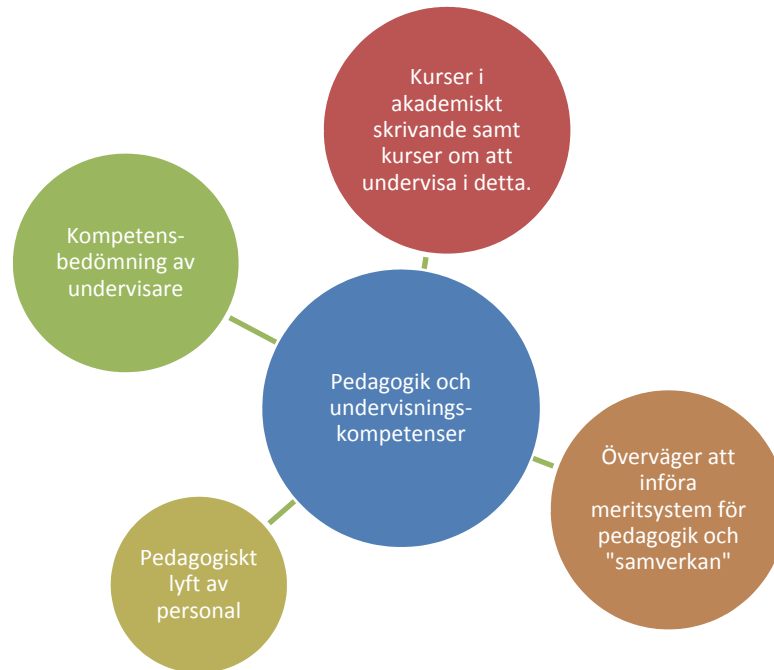 Kurser i
akademiskt
skrivande samt
kurser om att
undervisa i detta.
Kompetens-
bedömning av
undervisare
Pedagogik och
undervisnings-
kompetenser
Överväger att
införa
meritsystem för
pedagogik och
"samverkan"
Pedagogiskt
lyft av
personal